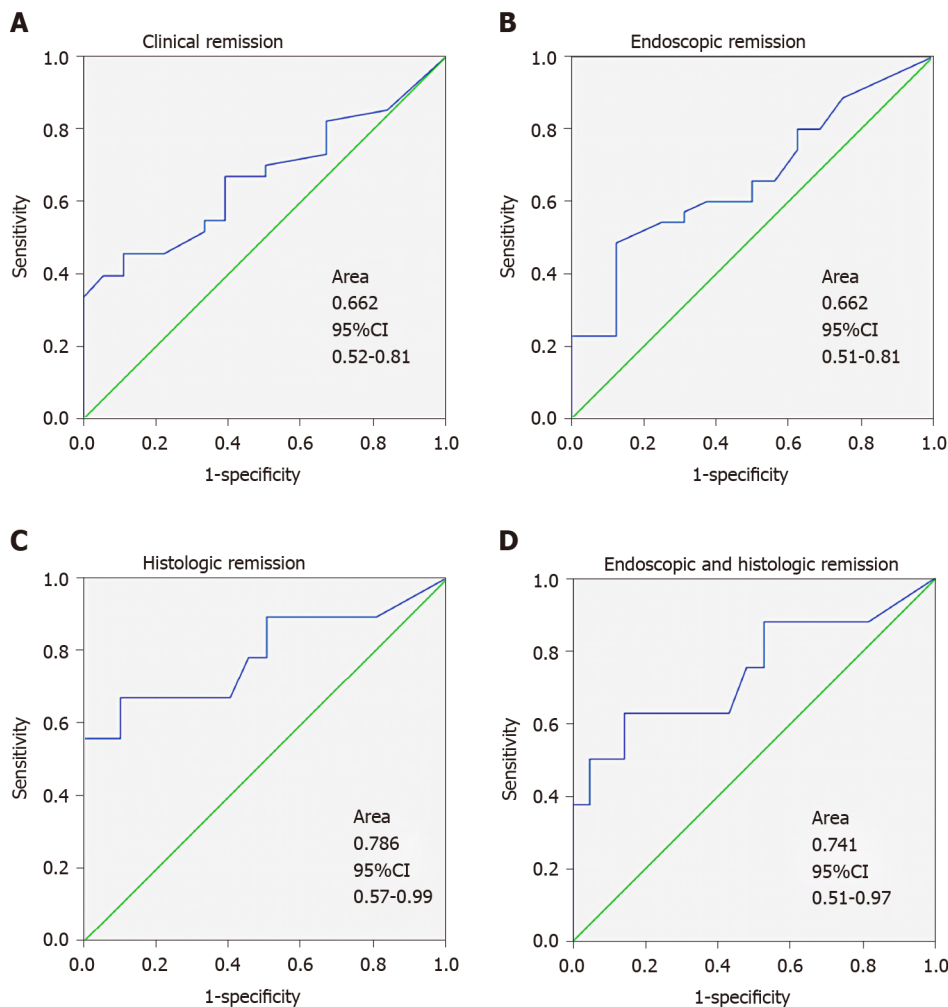 A
Clinical remission
1.0
0.8
0.6
0.4
0.2
0.0
Sensitivity
Area
0.662
95%CI
0.52-0.81
0.0 0.2 0.4 0.6 0.8 1.0
1-specificity
B
Endoscopic remission
1.0
0.8
0.6
0.4
0.2
0.0
Sensitivity
Area
0.662
95%CI
0.51-0.81
0.0 0.2 0.4 0.6 0.8 1.0
1-specificity
C
Histologic remission
1.0
0.8
0.6
0.4
0.2
0.0
Sensitivity
Area
0.786
95%CI
0.57-0.99
0.0 0.2 0.4 0.6 0.8 1.0
1-specificity
D
Endoscopic and histologic remission
1.0
0.8
0.6
0.4
0.2
0.0
Sensitivity
Area
0.741
95%CI
0.51-0.97
0.0 0.2 0.4 0.6 0.8 1.0
1-specificity